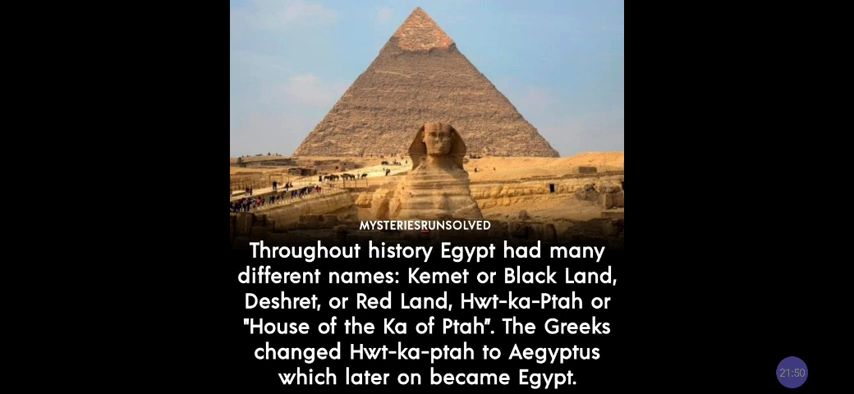 MYSTERIESRUNSOLVED
Throughout history Egypt had many
different names: Kemet or Black Land,
Deshret, or Red Land, Hwt-ka-Ptah or
"House of the Ka of Ptah". The Greeks
changed Hwt-ka-ptah to Aegyptus
which later on became Egypt.
21:50